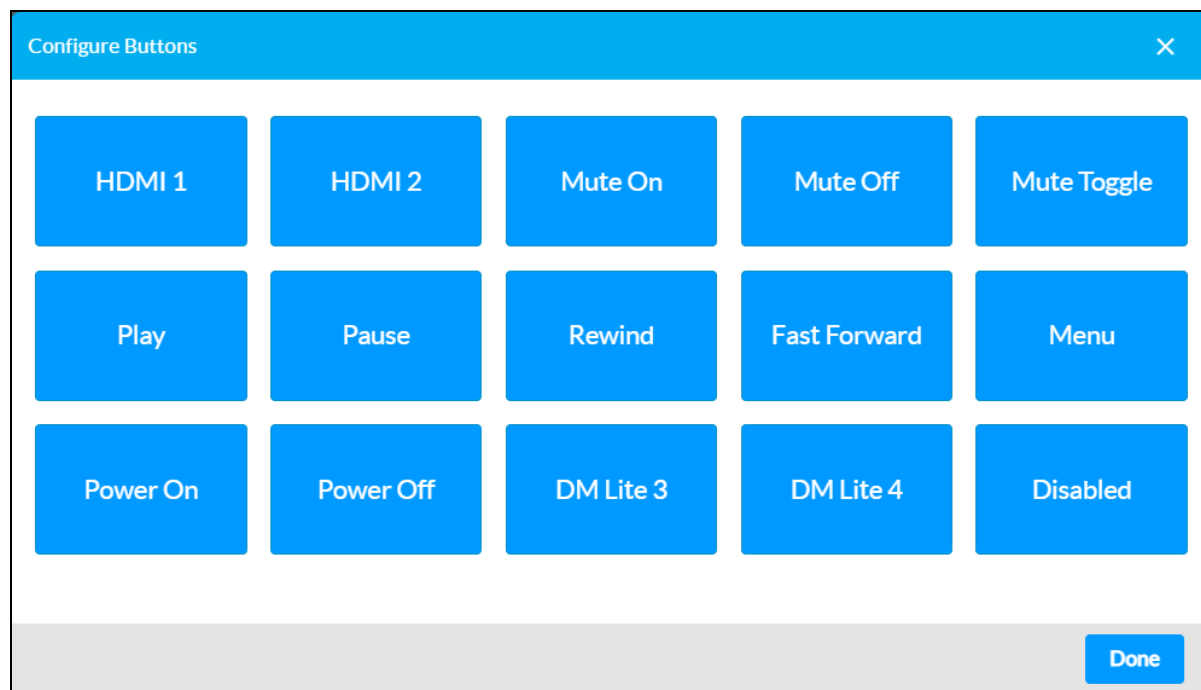 Configure Buttons
HDMI 1 HDMI 2 Mute On Mute Off Mute Toggle
Play Pause Rewind Fast Forward Menu
Power On Power Off DM Lite 3 DM Lite 4 Disabled
Done